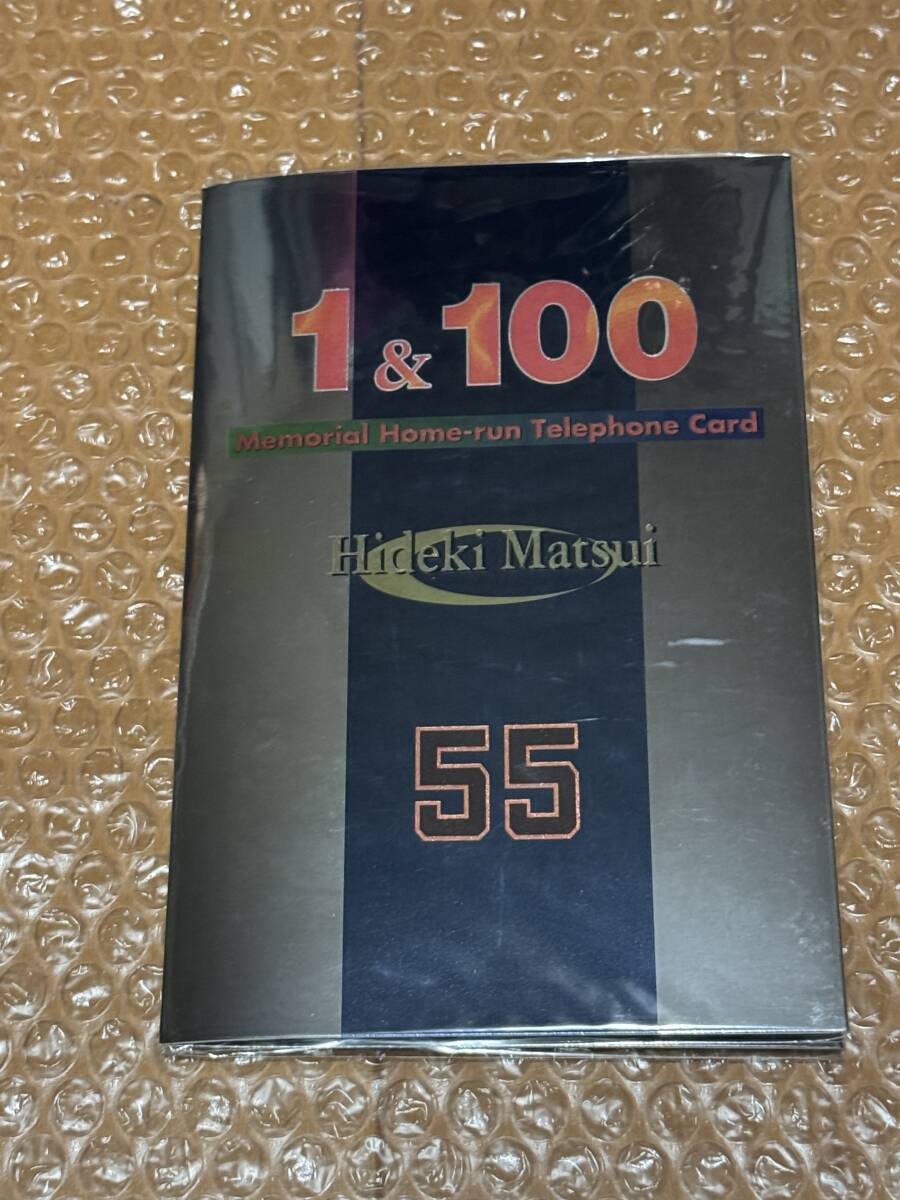 1 & 100
Memorial Home-run Telephone Card
Hideki Matsui
55